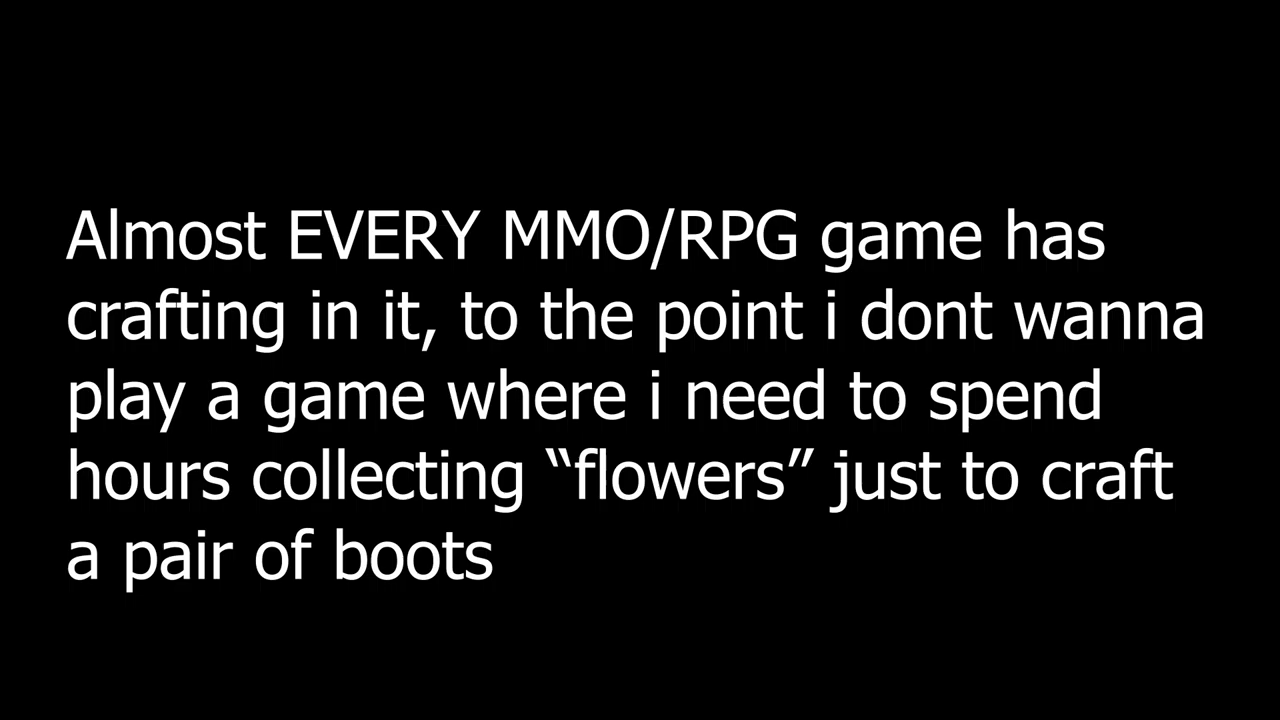 Almost EVERY MMO/RPG game has
crafting in it, to the point i dont wanna
play a game where i need to spend
hours collecting “flowers” just to craft
a pair of boots